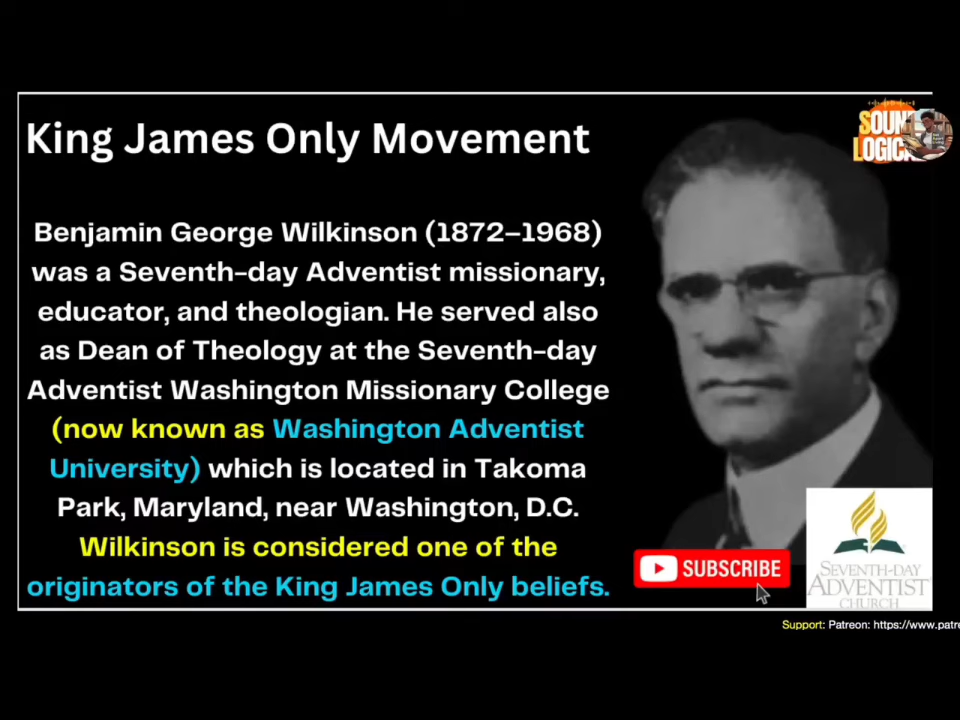 King James Only Movement
SOUN
LOGICA
Benjamin George Wilkinson (1872–1968)
was a Seventh-day Adventist missionary,
educator, and theologian. He served also
as Dean of Theology at the Seventh-day
Adventist Washington Missionary College
(now known as Washington Adventist
University) which is located in Takoma
Park, Maryland, near Washington, D.C.
Wilkinson is considered one of the
originators of the King James Only beliefs.
SUBSCRIBE
SEVENTH-DAY
ADVENTIST
CHURCH
Support: Patreon: https://www.patre